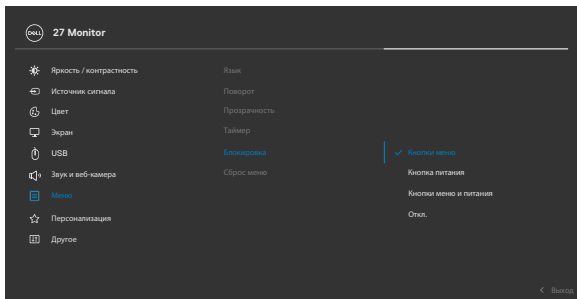 DELL 27 Monitor
Яркость / контрастность
Источник сигнала
Цвет
Экран
USB
Звук и веб-камера
Меню
Персонализация
Другое
Язык
Поворот
Прозрачность
Таймер
Блокировка
Сброс меню
Кнопки меню
Кнопка питания
Кнопки меню и питания
Откл.
Выход